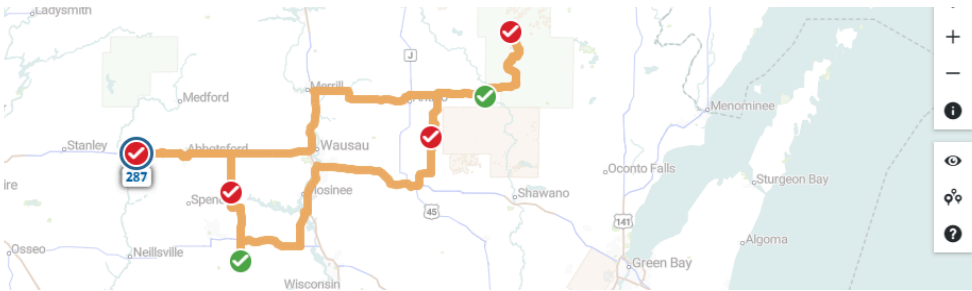 Ladysmith
J
Medford
Merrill
Menominee
Stanley
Abbotsford
Wausau
287
Oconto Falls
Sturgeon Bay
Mosinee
Shawano
45
141
Osseo
Neillsville
Algoma
Green Bay
Wisconsin